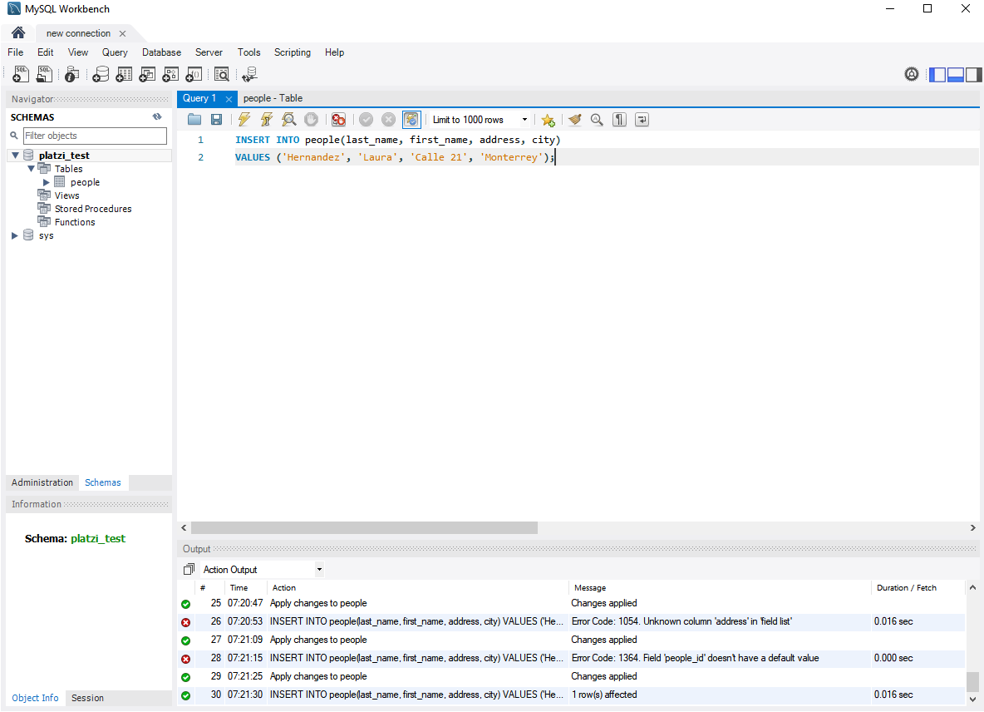 MySQL Workbench
new connection
File Edit View Query Database Server Tools Scripting Help
Navigator
SCHEMAS
Filter objects
platzi_test
Tables
people
Views
Stored Procedures
Functions
sys
Administration Schemas
Information
Schema: platzi_test
Object Info Session
Query 1 people - Table
Limit to 1000 rows
1 INSERT INTO people(last_name, first_name, address, city)
2 VALUES ('Hernandez', 'Laura', 'Calle 21', 'Monterrey');
Output
Action Output
# Time Action Message Duration / Fetch
25 07:20:47 Apply changes to people Changes applied
26 07:20:53 INSERT INTO people(last_name, first_name, address, city) VALUES ('He... Error Code: 1054. Unknown column 'address' in 'field list' 0.016 sec
27 07:21:09 Apply changes to people Changes applied
28 07:21:15 INSERT INTO people(last_name, first_name, address, city) VALUES ('He... Error Code: 1364. Field 'people_id' doesn't have a default value 0.000 sec
29 07:21:25 Apply changes to people Changes applied
30 07:21:30 INSERT INTO people(last_name, first_name, address, city) VALUES ('He... 1 row(s) affected 0.016 sec